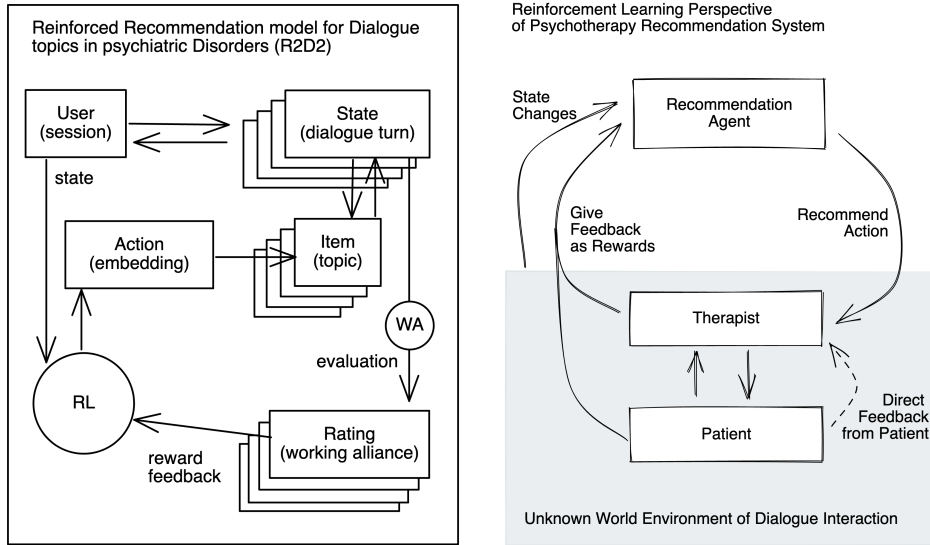 Reinforced Recommendation model for Dialogue
topics in psychiatric Disorders (R2D2)
User
(session)
State
(dialogue turn)
state
Action
(embedding)
Item
(topic)
WA
evaluation
RL
Rating
(working alliance)
reward
feedback
Reinforcement Learning Perspective
of Psychotherapy Recommendation System
State
Changes
Recommendation
Agent
Give
Feedback
as Rewards
Recommend
Action
Therapist
Patient
Direct
Feedback
from Patient
Unknown World Environment of Dialogue Interaction